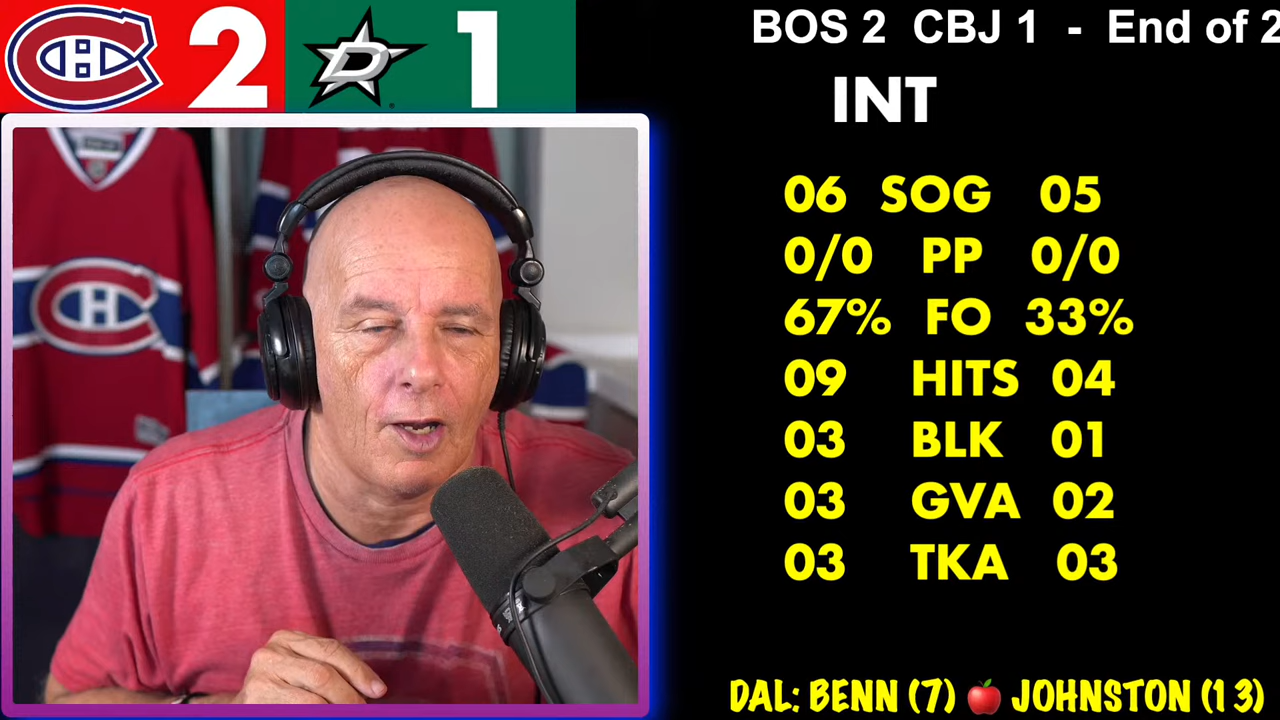 2 1
BOS 2 CBJ 1 - End of 2
INT
06 SOG 05
0/0 PP 0/0
67% FO 33%
09 HITS 04
03 BLK 01
03 GVA 02
03 TKA 03
DAL: BENN (7) 🍎 JOHNSTON (13)